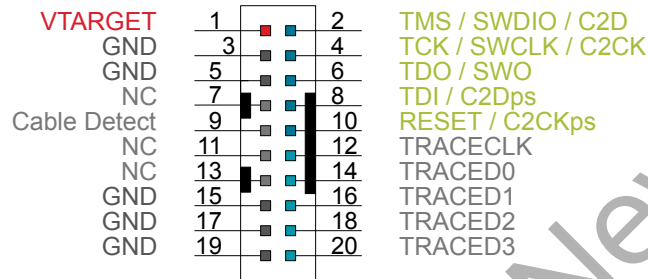 VTARGET 1 2 TMS / SWDIO / C2D
GND 3 4 TCK / SWCLK / C2CK
GND 5 6 TDO / SWO
NC 7 8 TDI / C2Dps
Cable Detect 9 10 RESET / C2CKps
NC 11 12 TRACECLK
NC 13 14 TRACED0
GND 15 16 TRACED1
GND 17 18 TRACED2
GND 19 20 TRACED3
Ne